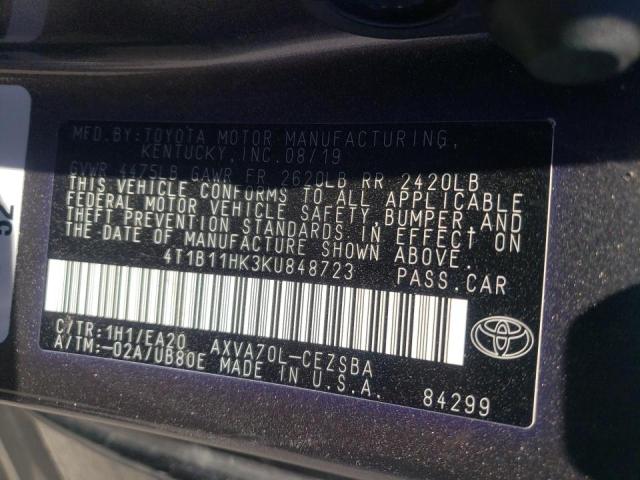 MFD.BY:TOYOTA MOTOR MANUFACTURING,
KENTUCKY,INC.08/19
GVWR 4475LB GAWR FR 2620LB RR 2420LB
THIS VEHICLE CONFORMS TO ALL APPLICABLE
FEDERAL MOTOR VEHICLE SAFETY, BUMPER,AND
THEFT PREVENTION STANDARDS IN EFFECT ON
THE DATE OF MANUFACTURE SHOWN ABOVE.
4T1B11HK3KU848723 PASS.CAR
C/TR:1H1/EA20 AXVA70L-CEZSBA
A/TM:-02A/UB80E MADE IN U.S.A.
84299